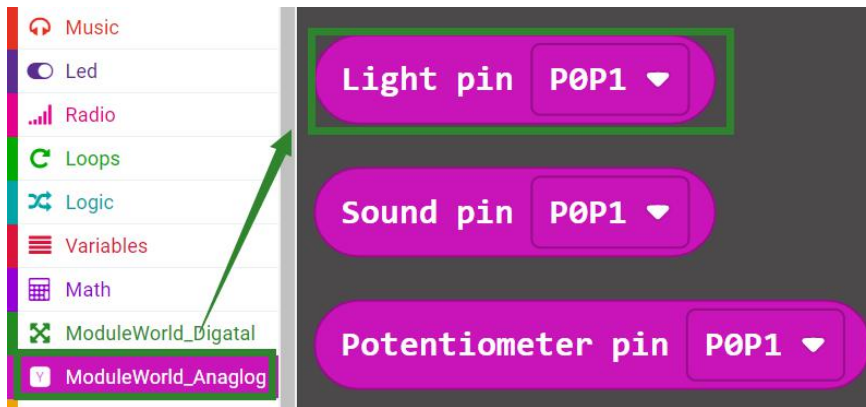 Music
Led
Radio
Loops
Logic
Variables
Math
ModuleWorld_Digatal
Y ModuleWorld_Anaglog
Light pin P0P1
Sound pin P0P1
Potentiometer pin P0P1